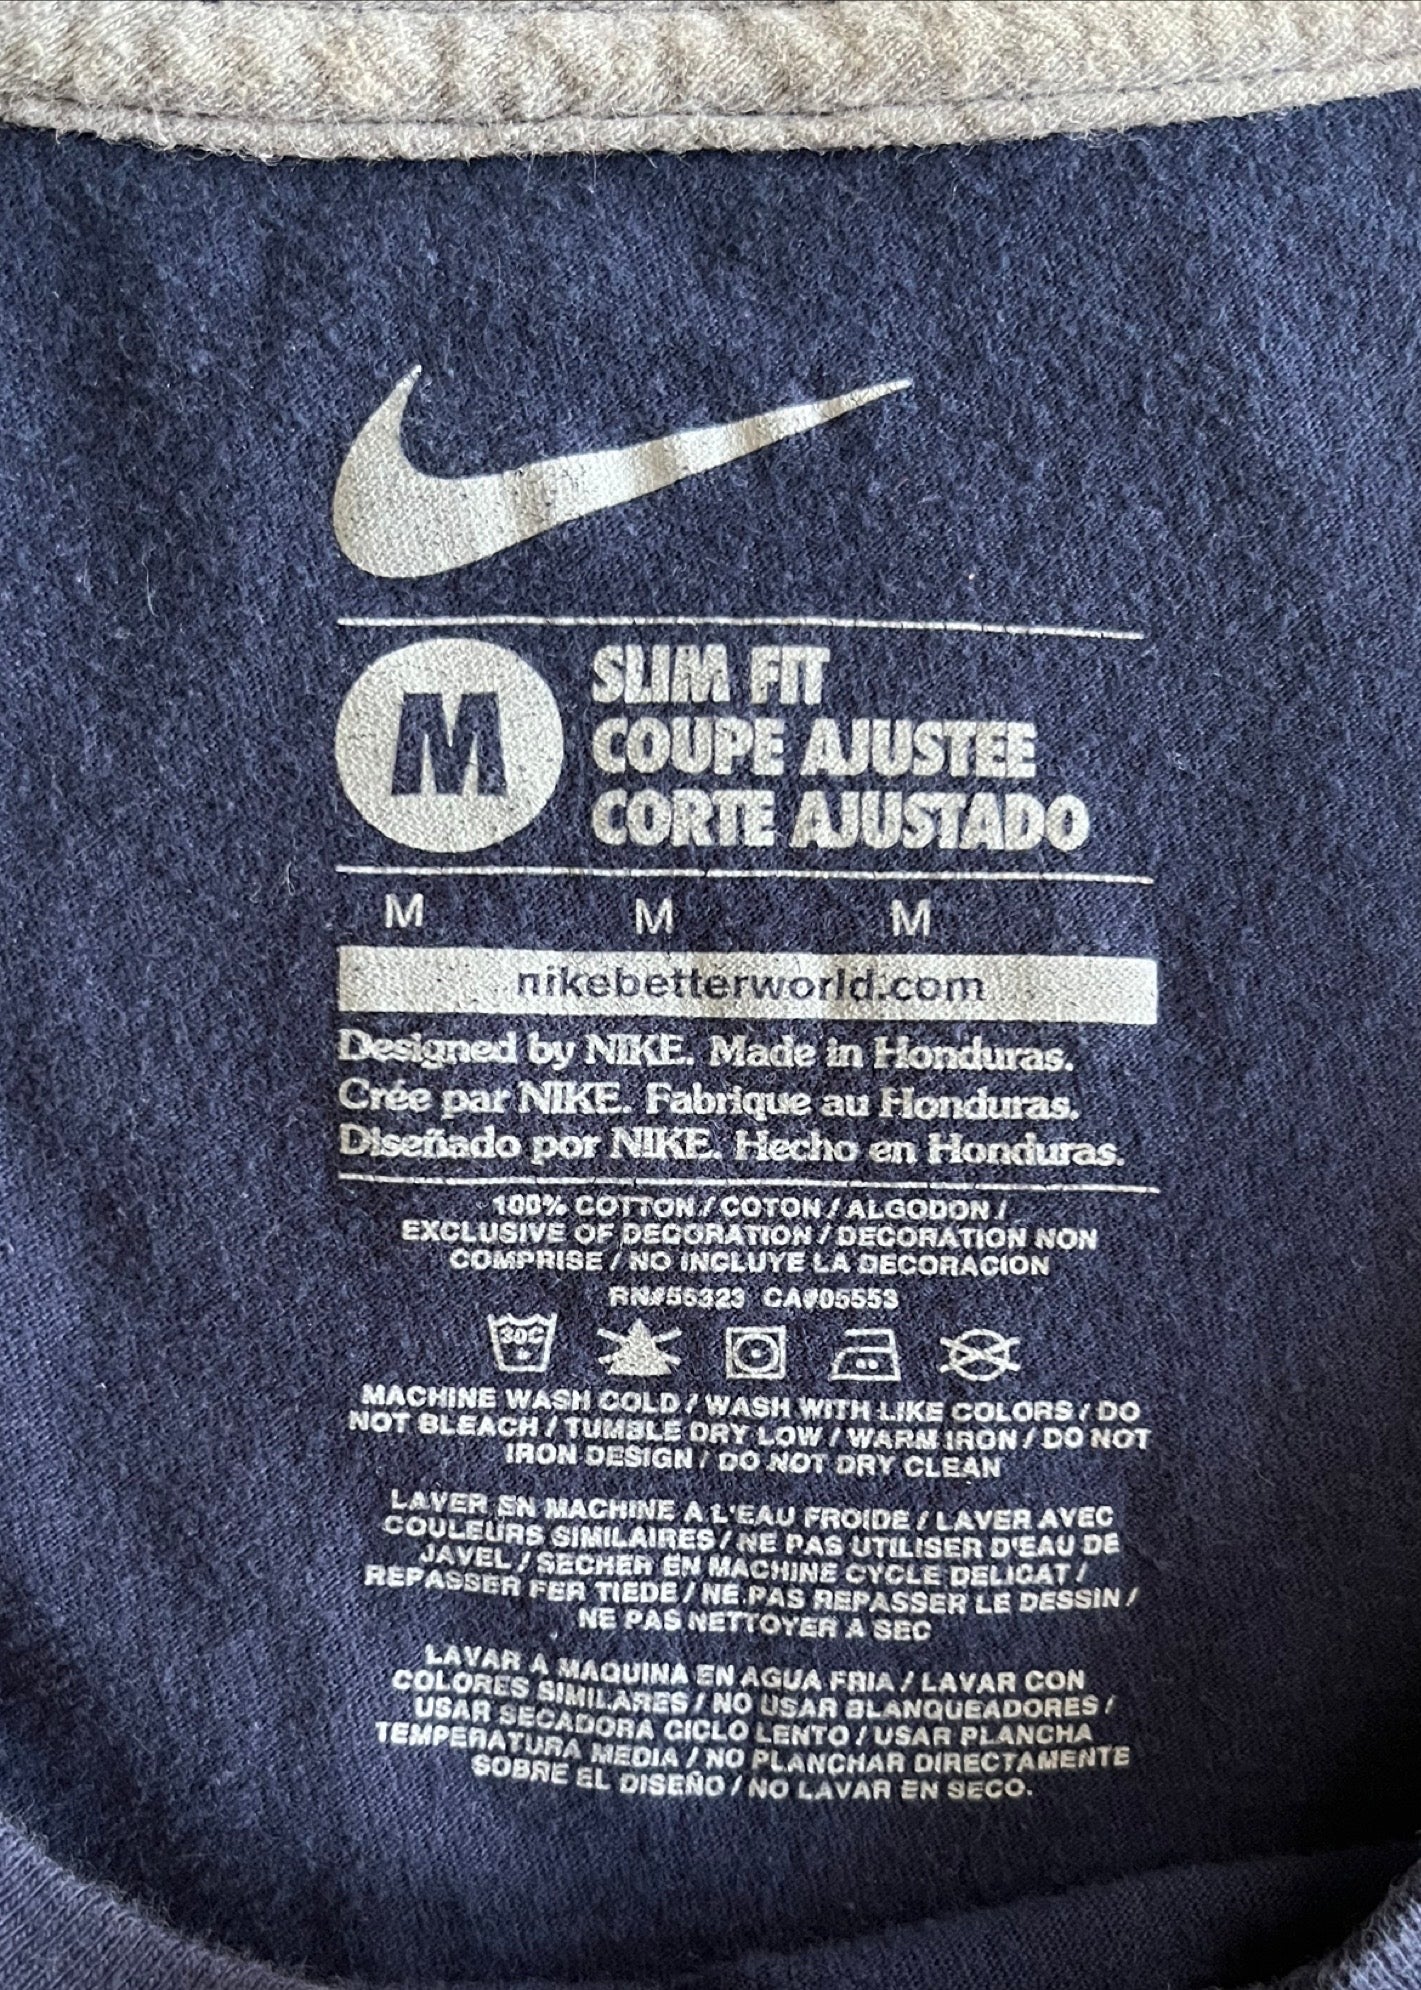 M
SLIM FIT
COUPE AJUSTEE
CORTE AJUSTADO
M M M
nikebetterworld.com
Designed by NIKE. Made in Honduras.
Crée par NIKE. Fabrique au Honduras.
Diseñado por NIKE. Hecho en Honduras.
100% COTTON / COTON / ALGODON /
EXCLUSIVE OF DECORATION / DECORATION NON
COMPRISE / NO INCLUYE LA DECORACION
RN#56323 CA#05553
30C
MACHINE WASH COLD / WASH WITH LIKE COLORS / DO
NOT BLEACH / TUMBLE DRY LOW / WARM IRON / DO NOT
IRON DESIGN / DO NOT DRY CLEAN
LAVER EN MACHINE A L'EAU FROIDE / LAVER AVEC
COULEURS SIMILAIRES / NE PAS UTILISER D'EAU DE
JAVEL / SECHER EN MACHINE CYCLE DELICAT /
REPASSER FER TIEDE / NE PAS REPASSER LE DESSIN /
NE PAS NETTOYER A SEC
LAVAR A MAQUINA EN AGUA FRIA / LAVAR CON
COLORES SIMILARES / NO USAR BLANQUEADORES /
USAR SECADORA CICLO LENTO / USAR PLANCHA
TEMPERATURA MEDIA / NO PLANCHAR DIRECTAMENTE
SOBRE EL DISEÑO / NO LAVAR EN SECO.